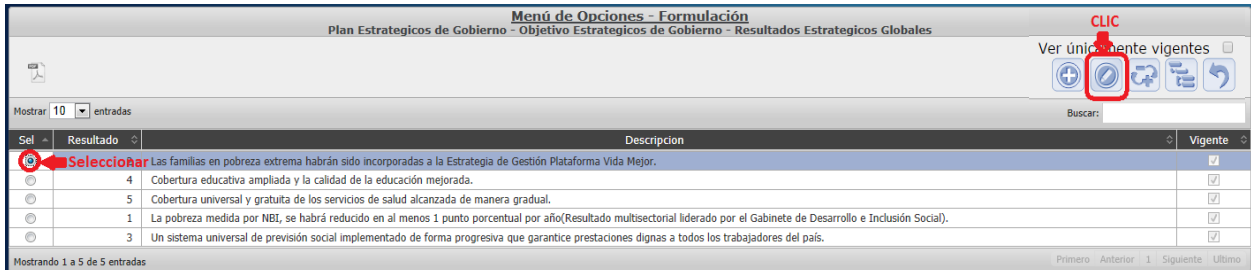 Menú de Opciones - Formulación
Plan Estrategicos de Gobierno - Objetivo Estrategicos de Gobierno - Resultados Estrategicos Globales
CLIC
Ver únicamente vigentes
Mostrar 10 entradas
Buscar:
Sel Resultado Descripcion Vigente
Seleccionar Las familias en pobreza extrema habrán sido incorporadas a la Estrategia de Gestión Plataforma Vida Mejor.
4 Cobertura educativa ampliada y la calidad de la educación mejorada.
5 Cobertura universal y gratuita de los servicios de salud alcanzada de manera gradual.
1 La pobreza medida por NBI, se habrá reducido en al menos 1 punto porcentual por año(Resultado multisectorial liderado por el Gabinete de Desarrollo e Inclusión Social).
3 Un sistema universal de previsión social implementado de forma progresiva que garantice prestaciones dignas a todos los trabajadores del país.
Mostrando 1 a 5 de 5 entradas
Primero Anterior 1 Siguiente Ultimo